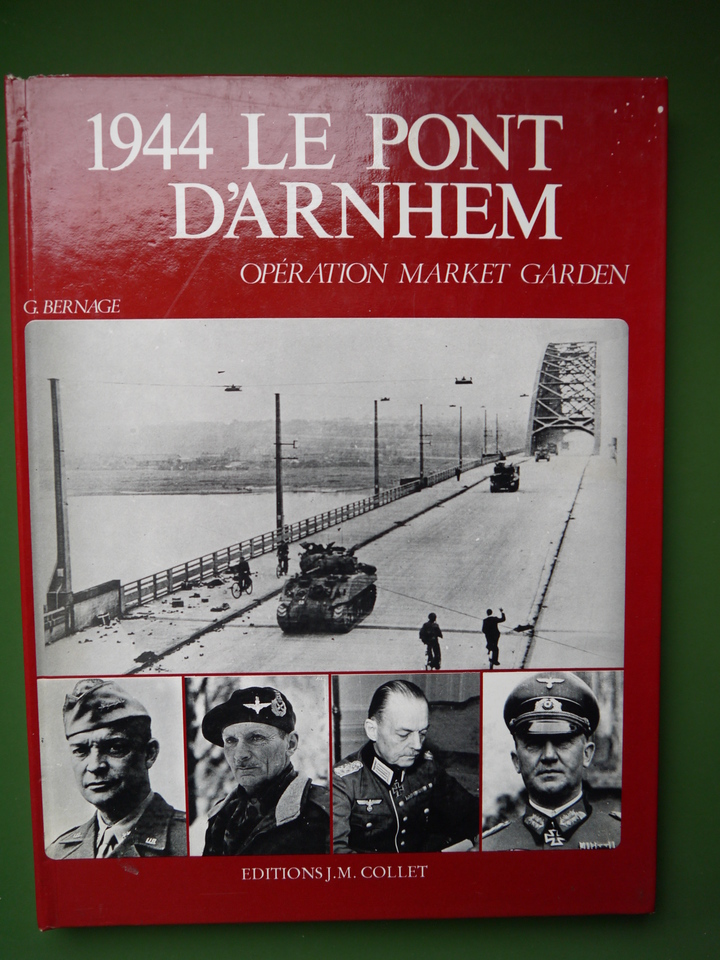 1944 LE PONT
D'ARNHEM
OPÉRATION MARKET GARDEN
G. BERNAGE
EDITIONS J.M. COLLET